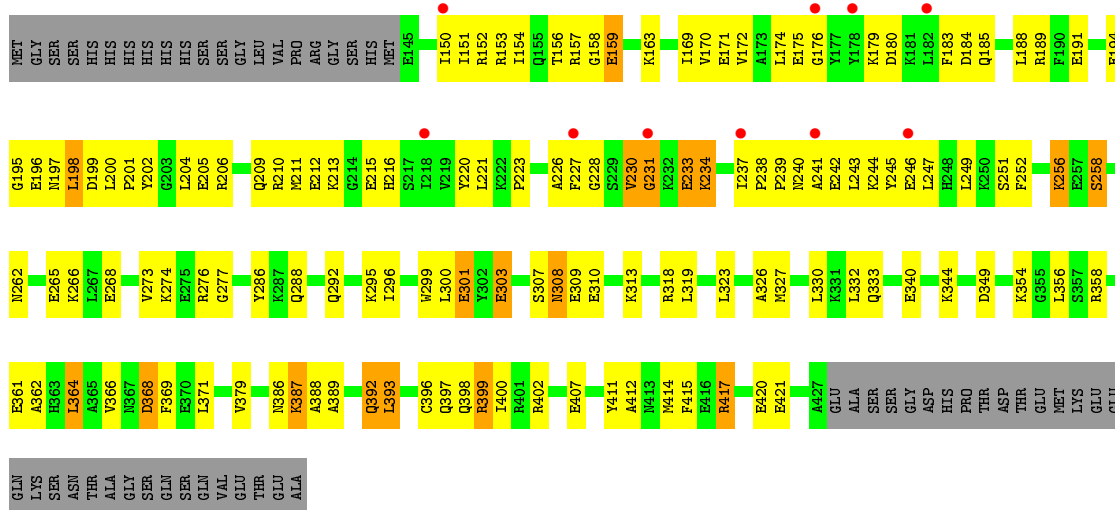 MET GLY SER SER HIS HIS HIS HIS HIS HIS SER SER GLY LEU VAL PRO ARG GLY SER HIS MET E145 I150 I151 R152 R153 I154 Q155 T156 R157 G158 E159 K163 I169 V170 E171 V172 A173 L174 E175 G176 Y177 Y178 K179 D180 K181 L182 F183 D184 Q185 L188 R189 F190 E191
G195 E196 N197 L198 D199 L200 P201 Y202 G203 L204 E205 R206 Q209 R210 M211 E212 K213 G214 E215 H216 S217 I218 V219 Y220 L221 K222 P223 A226 F227 G228 S229 V230 G231 K232 E233 K234 I237 P238 P239 N240 A241 E242 L243 K244 Y245 E246 L247 H248 L249 K250 S251 F252 K256 E257 S258
N262 E265 K266 L267 E268 V273 K274 E275 R276 G277 Y286 K287 Q288 Q292 K295 I296 W299 L300 E301 Y302 E303 S307 N308 E309 E310 K313 R318 L319 L323 A326 M327 L330 K331 L332 Q333 E340 K344 D349 K354 G355 L356 S357 R358
E361 A362 H363 L364 A365 V366 N367 D368 F369 E370 L371 V379 N386 K387 A388 A389 Q392 L393 C396 Q397 Q398 R399 I400 R401 R402 E407 Y411 A412 N413 M414 F415 E416 R417 E420 E421 A427 GLU ALA SER SER GLY ASP HIS PRO THR ASP THR GLU MET LYS GLU GLU
GLN LYS SER ASN THR ALA GLY SER GLN SER GLN VAL GLU THR GLU ALA